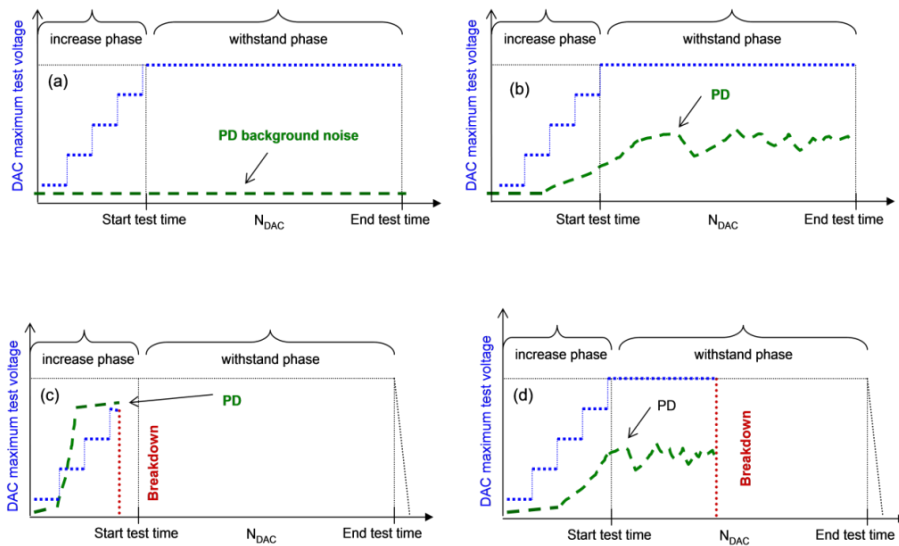 increase phase
withstand phase
DAC maximum test voltage
(a)
PD background noise
Start test time
N_DAC
End test time
increase phase
withstand phase
DAC maximum test voltage
(b)
PD
Start test time
N_DAC
End test time
increase phase
withstand phase
DAC maximum test voltage
(c)
PD
Breakdown
Start test time
N_DAC
End test time
increase phase
withstand phase
DAC maximum test voltage
(d)
PD
Breakdown
Start test time
N_DAC
End test time